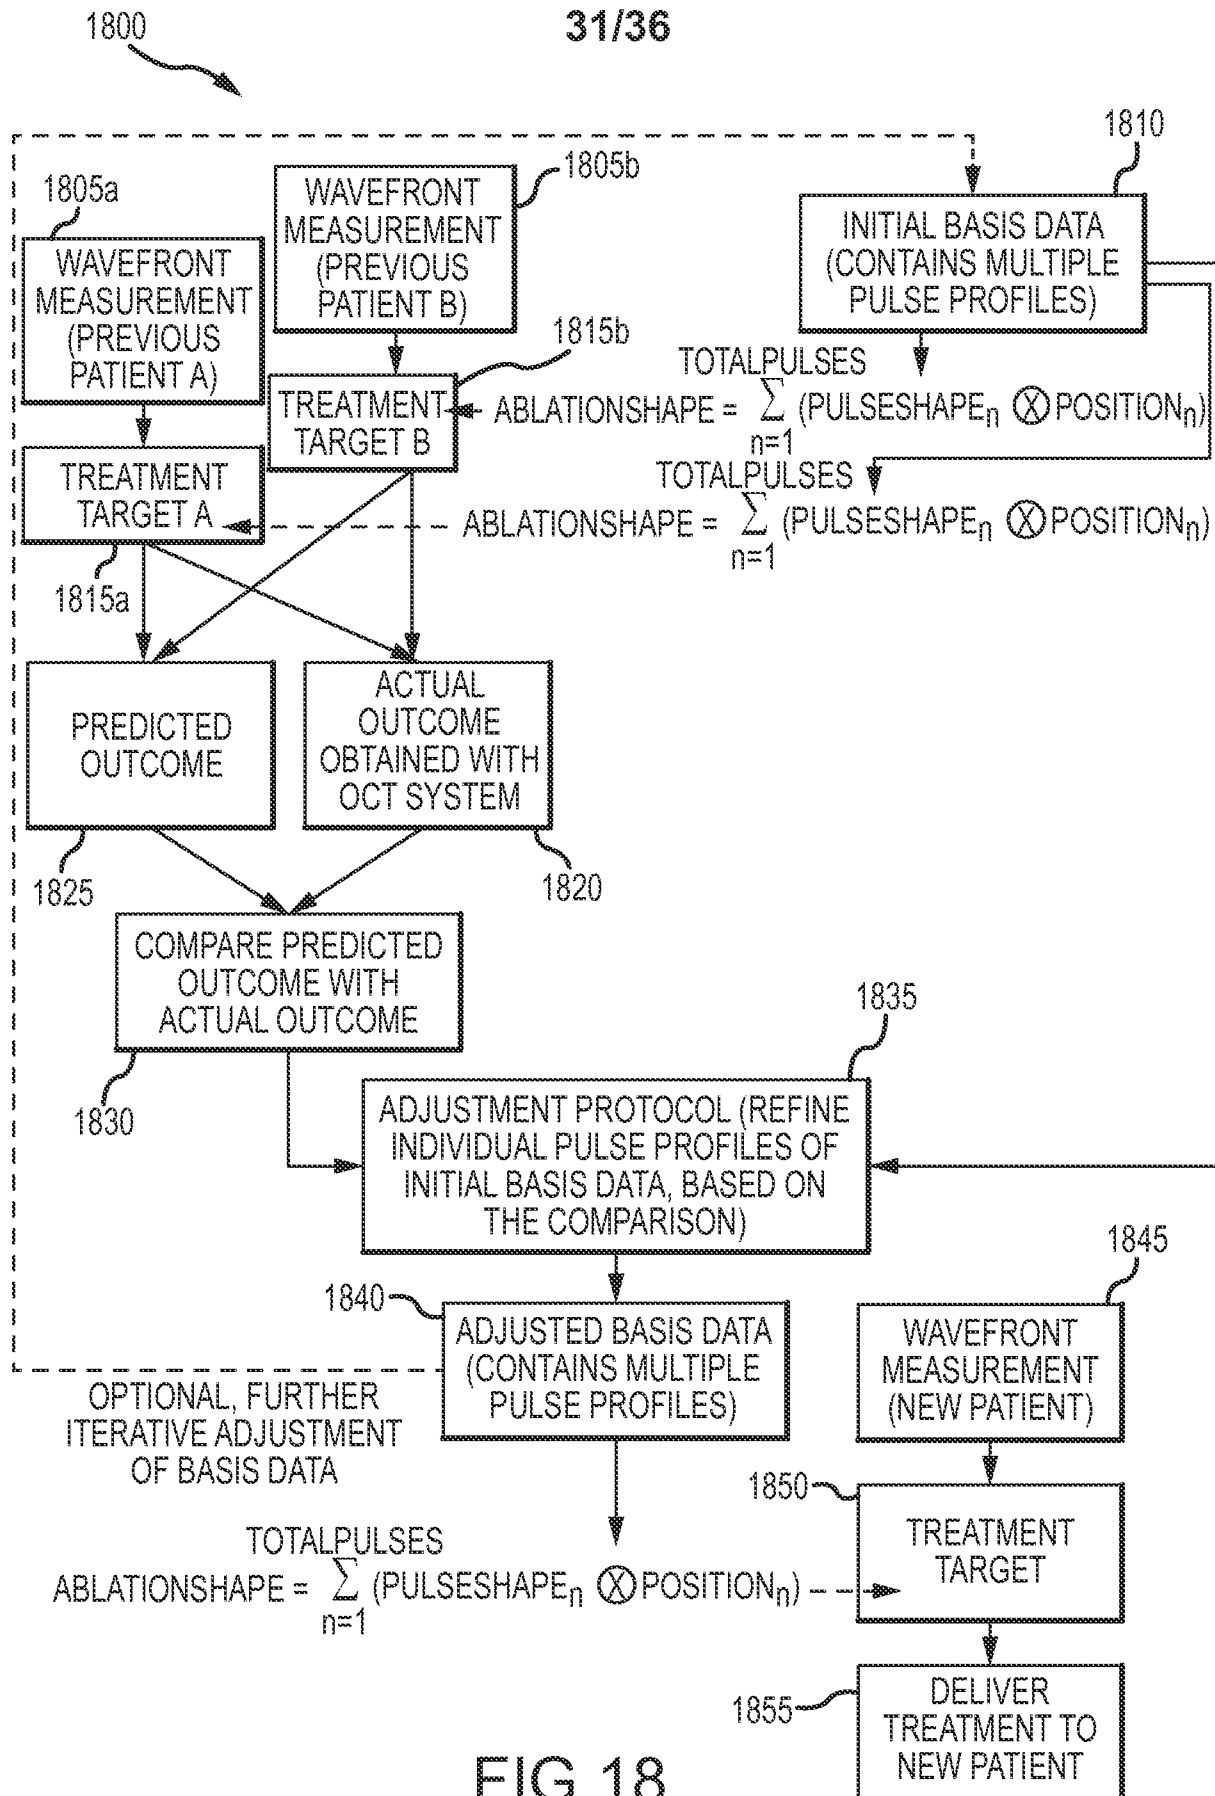 31/36
1800
1810
1805b
1805a
WAVEFRONT
MEASUREMENT
(PREVIOUS
PATIENT B)
INITIAL BASIS DATA
(CONTAINS MULTIPLE
PULSE PROFILES)
WAVEFRONT
MEASUREMENT
(PREVIOUS
PATIENT A)
1815b
TREATMENT
TARGET B
TOTALPULSES
ABLATIONSHAPE = ∑ (PULSESHAPEn ⊗ POSITIONn)
n=1
TREATMENT
TARGET A
TOTALPULSES
ABLATIONSHAPE = ∑ (PULSESHAPEn ⊗ POSITIONn)
n=1
1815a
PREDICTED
OUTCOME
ACTUAL
OUTCOME
OBTAINED WITH
OCT SYSTEM
1825
1820
COMPARE PREDICTED
OUTCOME WITH
ACTUAL OUTCOME
1830
1835
ADJUSTMENT PROTOCOL (REFINE
INDIVIDUAL PULSE PROFILES OF
INITIAL BASIS DATA, BASED ON
THE COMPARISON)
1840
ADJUSTED BASIS DATA
(CONTAINS MULTIPLE
PULSE PROFILES)
1845
WAVEFRONT
MEASUREMENT
(NEW PATIENT)
OPTIONAL, FURTHER
ITERATIVE ADJUSTMENT
OF BASIS DATA
1850
TREATMENT
TARGET
TOTALPULSES
ABLATIONSHAPE = ∑ (PULSESHAPEn ⊗ POSITIONn)
n=1
1855
DELIVER
TREATMENT TO
NEW PATIENT
FIG.18